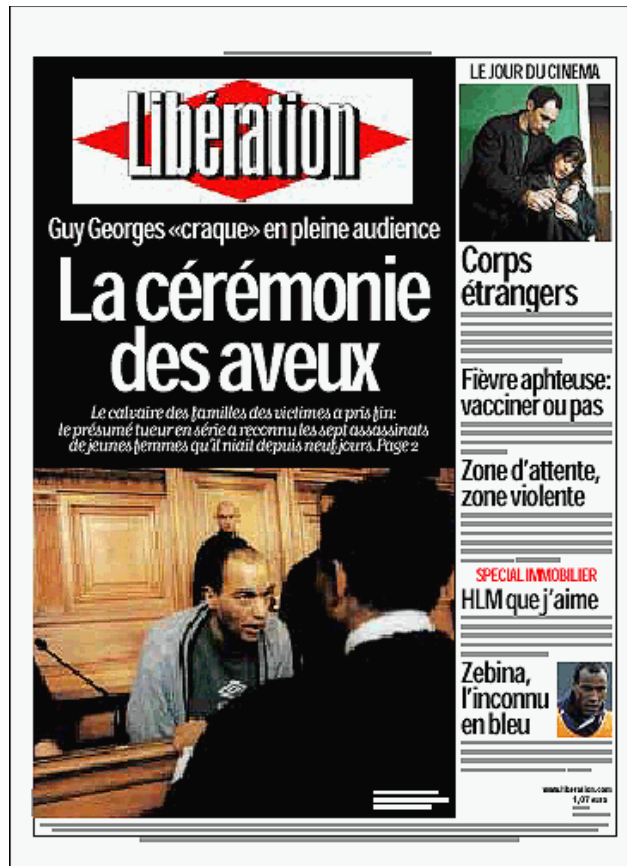 Libération
Guy Georges «craque» en pleine audience
La cérémonie
des aveux
Le calvaire des familles des victimes a pris fin:
le présumé tueur en série a reconnu les sept assassinats
de jeunes femmes qu'il niait depuis neuf jours. Page 2
LE JOUR DU CINEMA
Corps
étrangers
Fièvre aphteuse:
vacciner ou pas
Zone d'attente,
zone violente
SPECIAL IMMOBILIER
HLM que j'aime
Zebina,
l'inconnu
en bleu
www.liberation.com
1,07 euro